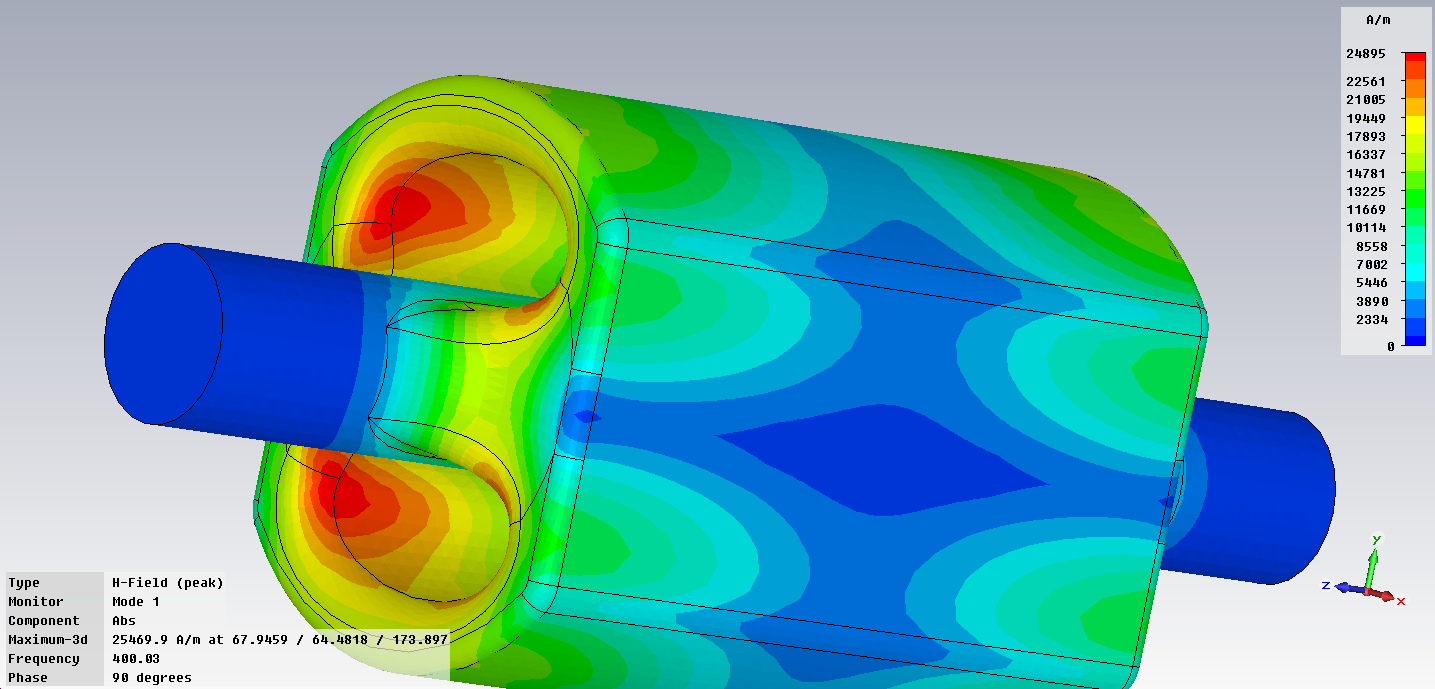 A/m
24895
22561
21005
19449
17893
16337
14781
13225
11669
10114
8558
7002
5446
3890
2334
0
y
z
x
Type H-Field (peak)
Monitor Mode 1
Component Abs
Maximum-3d 25469.9 A/m at 67.9459 / 64.4818 / 173.897
Frequency 400.03
Phase 90 degrees